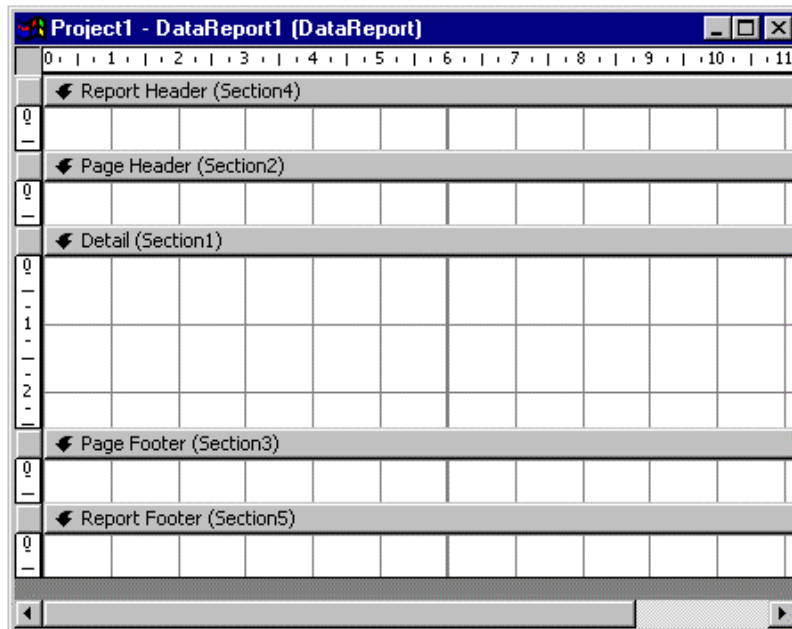 Project1 - DataReport1 (DataReport)
0 1 2 3 4 5 6 7 8 9 10 11
Report Header (Section4)
0
Page Header (Section2)
0
Detail (Section1)
0
1
2
Page Footer (Section3)
0
Report Footer (Section5)
0